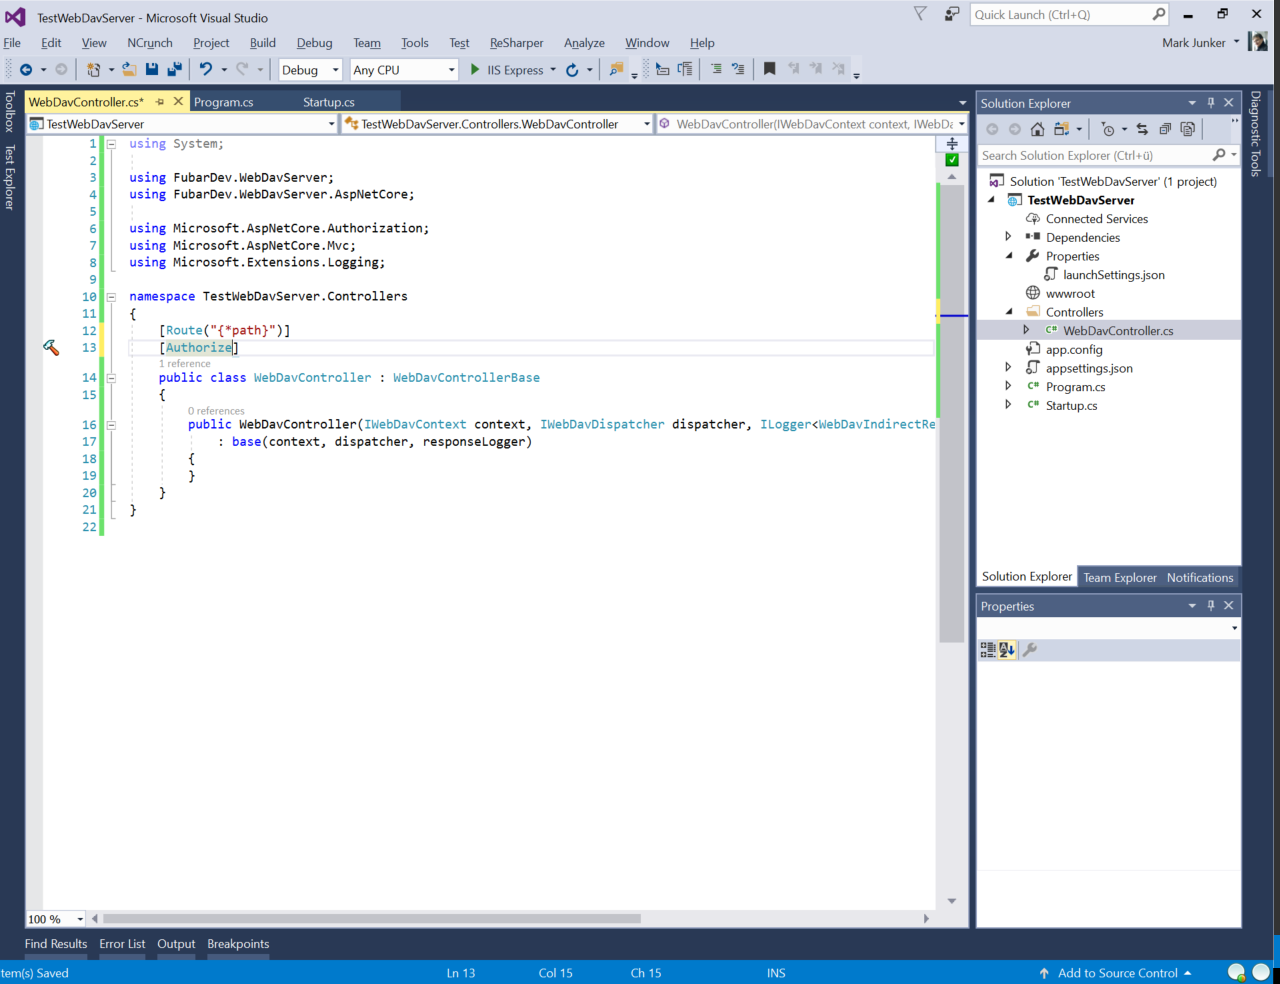 TestWebDavServer - Microsoft Visual Studio
Quick Launch (Ctrl+Q)
File Edit View NCrunch Project Build Debug Team Tools Test ReSharper Analyze Window Help
Mark Junker
Debug Any CPU IIS Express
Toolbox
Test Explorer
WebDavController.cs* Program.cs Startup.cs
TestWebDavServer TestWebDavServer.Controllers.WebDavController WebDavController(IWebDavContext context, IWebDa
1 using System;
2
3 using FubarDev.WebDavServer;
4 using FubarDev.WebDavServer.AspNetCore;
5
6 using Microsoft.AspNetCore.Authorization;
7 using Microsoft.AspNetCore.Mvc;
8 using Microsoft.Extensions.Logging;
9
10 namespace TestWebDavServer.Controllers
11 {
12 [Route("{*path}")]
13 [Authorize]
1 reference
14 public class WebDavController : WebDavControllerBase
15 {
0 references
16 public WebDavController(IWebDavContext context, IWebDavDispatcher dispatcher, ILogger<WebDavIndirectRe
17 : base(context, dispatcher, responseLogger)
18 {
19 }
20 }
21 }
22
100 %
Solution Explorer
Search Solution Explorer (Ctrl+ü)
Solution 'TestWebDavServer' (1 project)
TestWebDavServer
Connected Services
Dependencies
Properties
launchSettings.json
wwwroot
Controllers
C# WebDavController.cs
app.config
appsettings.json
C# Program.cs
C# Startup.cs
Solution Explorer Team Explorer Notifications
Properties
Diagnostic Tools
Find Results Error List Output Breakpoints
tem(s) Saved Ln 13 Col 15 Ch 15 INS Add to Source Control